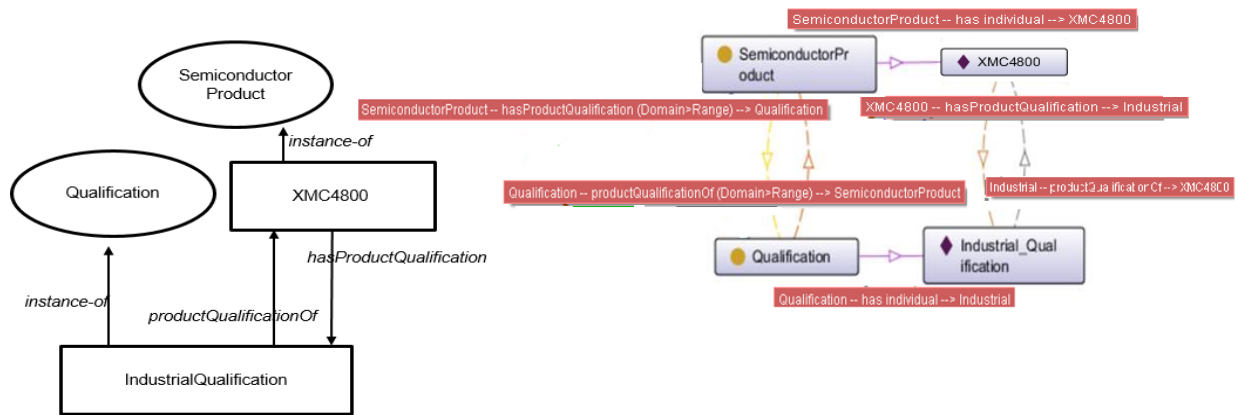 Semiconductor
Product
instance-of
Qualification
XMC4800
hasProductQualification
instance-of
productQualificationOf
IndustrialQualification
SemiconductorProduct -- has individual --> XMC4800
SemiconductorPr
oduct
XMC4800
SemiconductorProduct -- hasProductQualification (Domain>Range) --> Qualification
XMC4800 -- hasProductQualification --> Industrial
Qualification -- productQualificationOf (Domain>Range) --> SemiconductorProduct
Industrial -- productQualificationOf --> XMC4800
Qualification
Industrial_Qual
ification
Qualification -- has individual --> Industrial